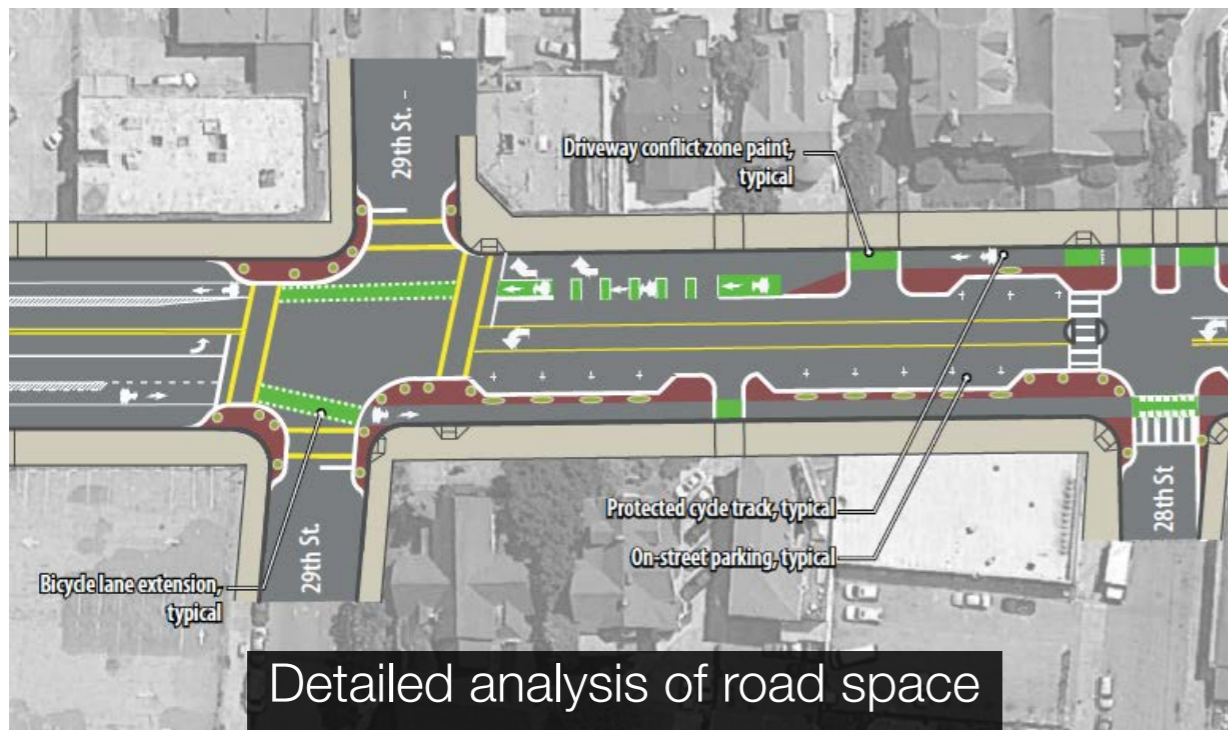 29th St.
Driveway conflict zone paint,
typical
Protected cycle track, typical
On-street parking, typical
28th St
Bicycle lane extension,
typical
29th St.
Detailed analysis of road space